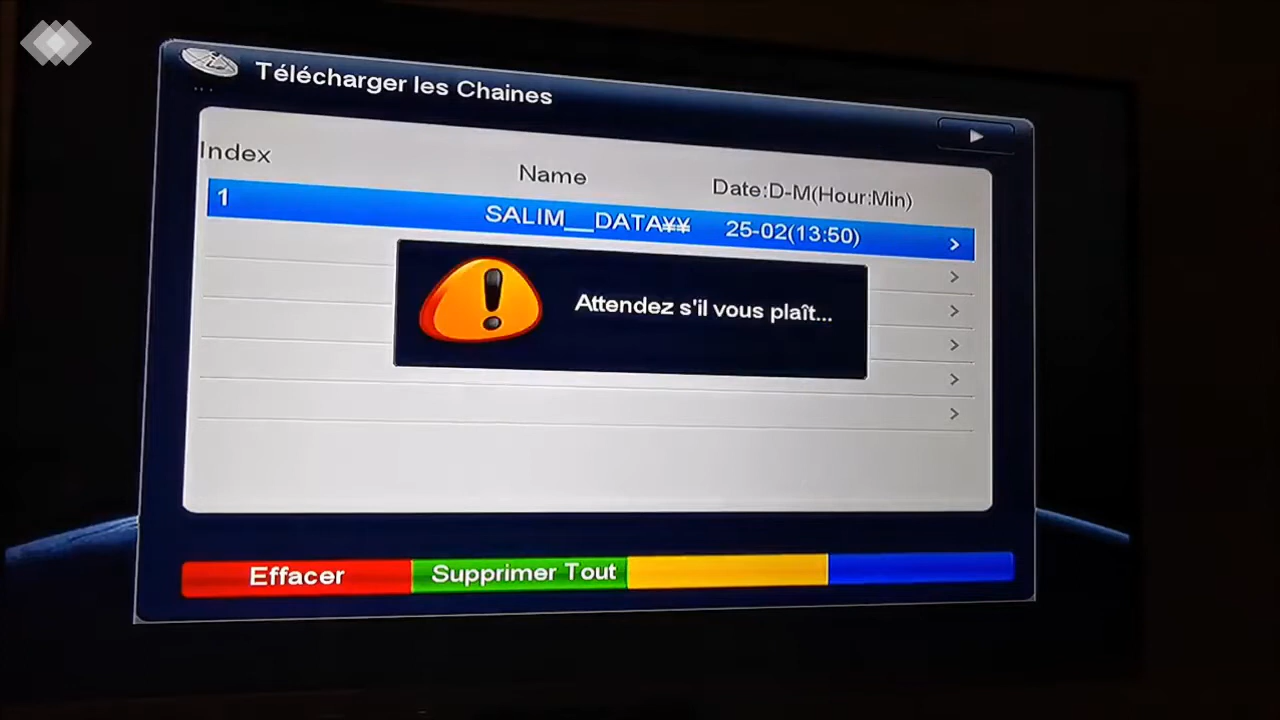 Télécharger les Chaines
Index Name Date:D-M(Hour:Min)
1 SALIM__DATA¥¥ 25-02(13:50)
Attendez s'il vous plaît...
Effacer Supprimer Tout